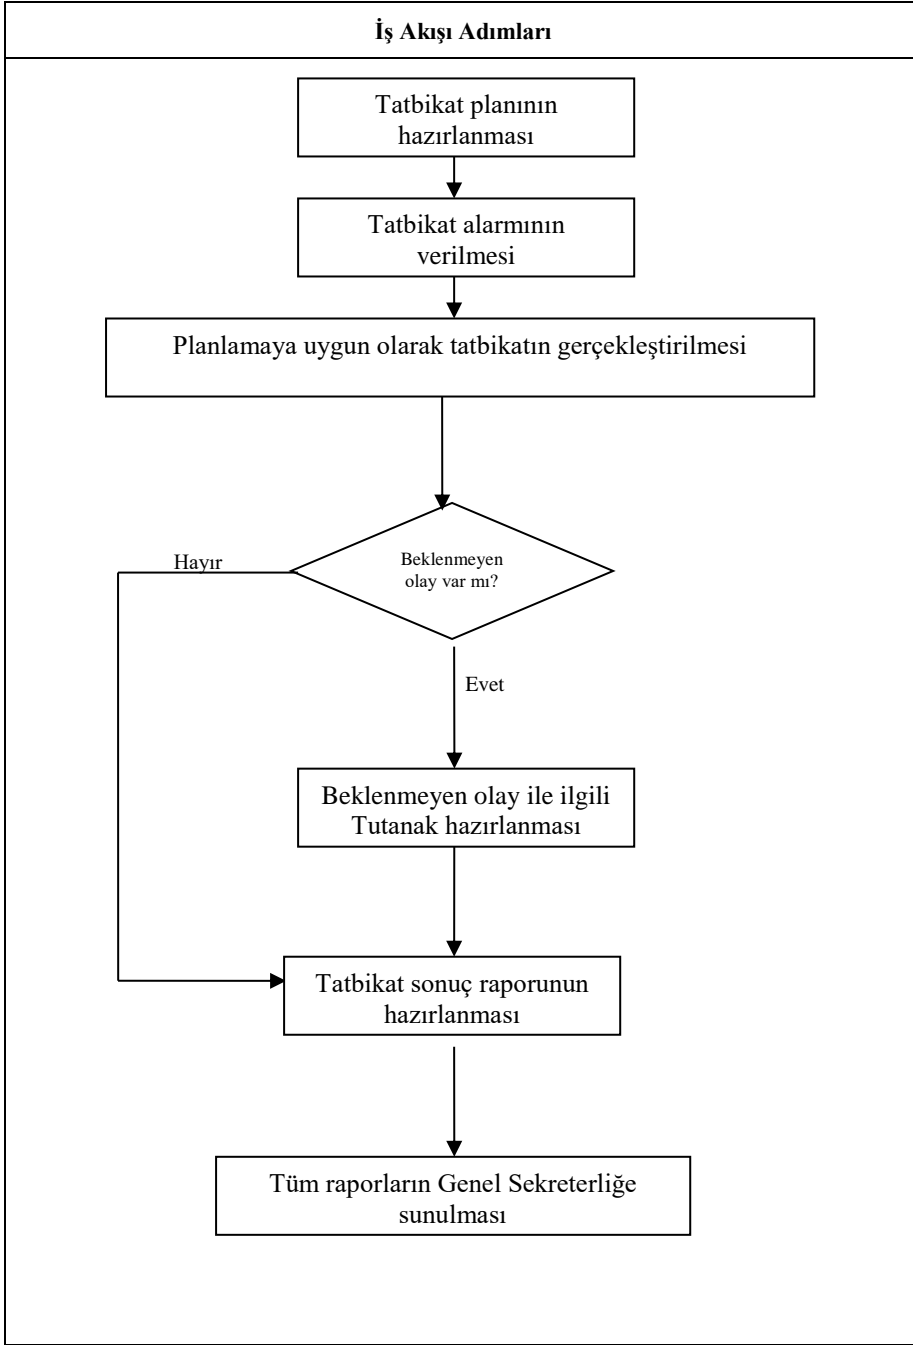 İş Akışı Adımları
Tatbikat planının
hazırlanması
Tatbikat alarmının
verilmesi
Planlamaya uygun olarak tatbikatın gerçekleştirilmesi
Beklenmeyen
olay var mı?
Hayır
Evet
Beklenmeyen olay ile ilgili
Tutanak hazırlanması
Tatbikat sonuç raporunun
hazırlanması
Tüm raporların Genel Sekreterliğe
sunulması